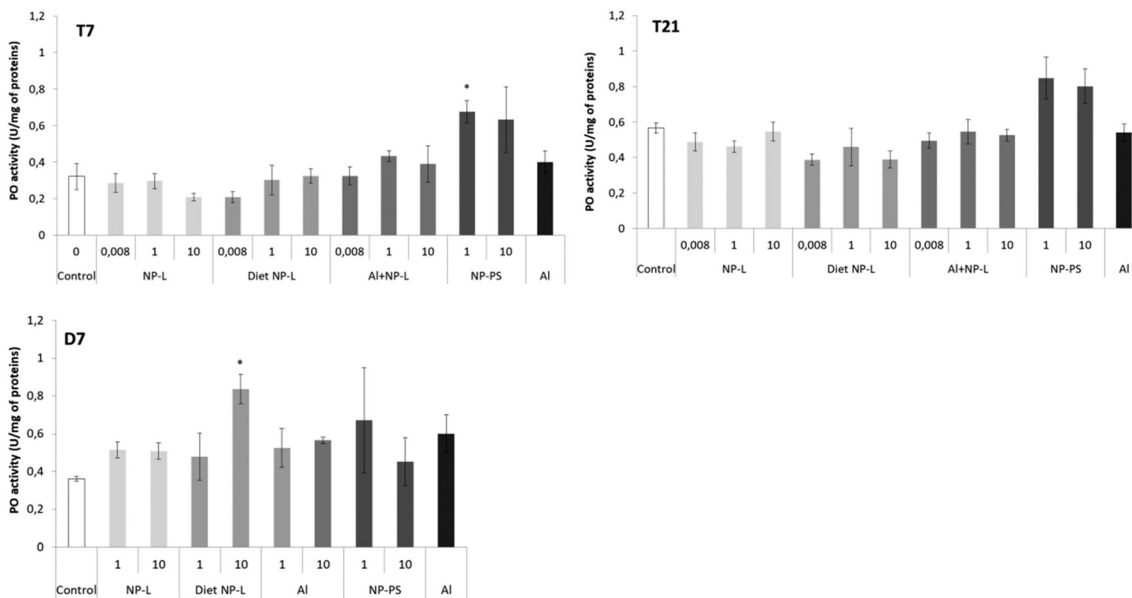 T7
PO activity (U/mg of proteins)
1,2
1
0,8
0,6
0,4
0,2
0
*
0 0,008 1 10 0,008 1 10 0,008 1 10 1 10
Control NP-L Diet NP-L Al+NP-L NP-PS Al
T21
PO activity (U/mg of proteins)
1,2
1
0,8
0,6
0,4
0,2
0
0,008 1 10 0,008 1 10 0,008 1 10 1 10
Control NP-L Diet NP-L Al+NP-L NP-PS Al
D7
PO activity (U/mg of proteins)
1,2
1
0,8
0,6
0,4
0,2
0
*
1 10 1 10 1 10 1 10
Control NP-L Diet NP-L Al NP-PS Al